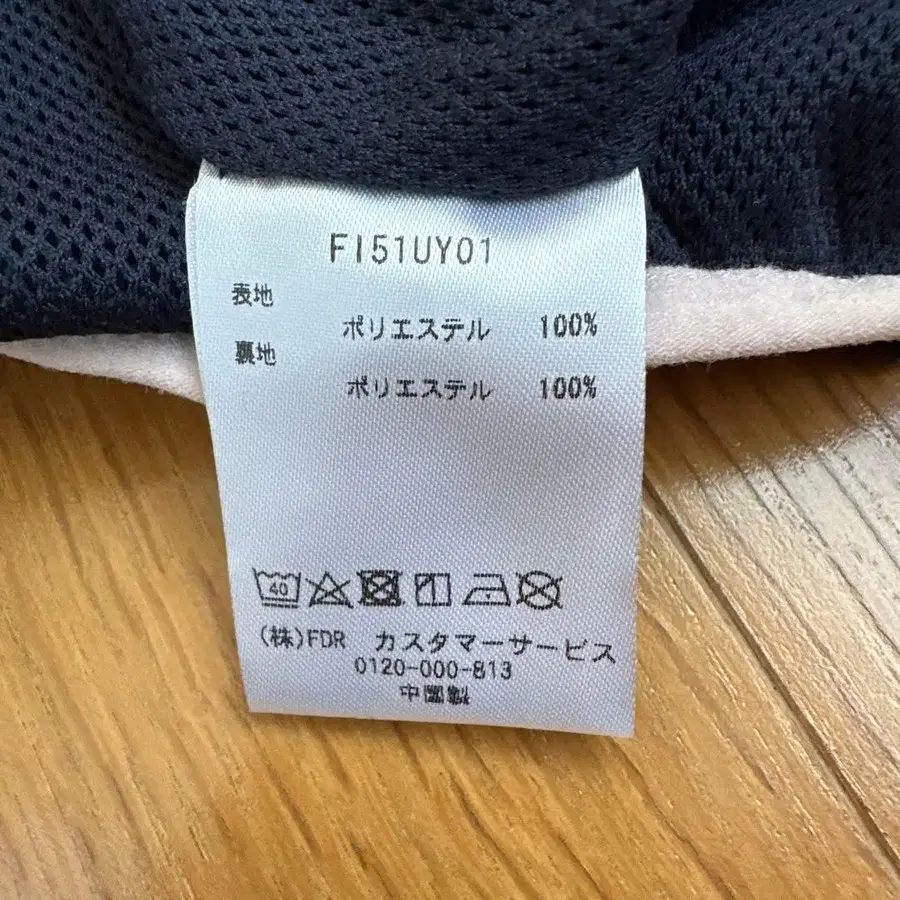 FI51UY01
表地
ポリエステル 100%
裏地
ポリエステル 100%
40
(株)FDR カスタマーサービス
0120-000-813
中国製